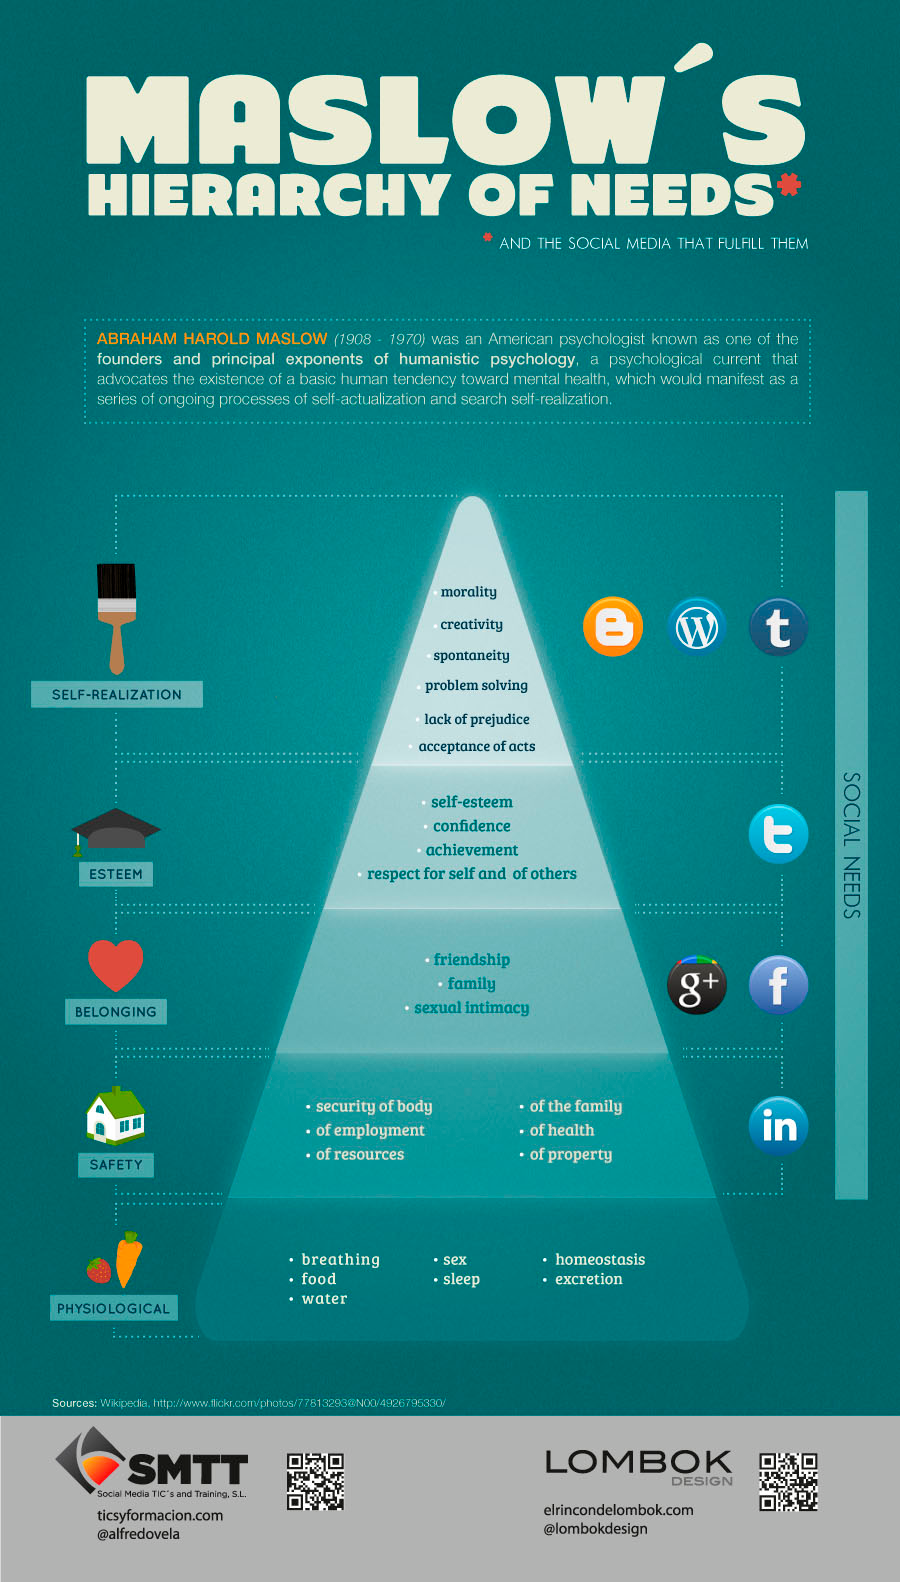 MASLOW´S
HIERARCHY OF NEEDS*
* AND THE SOCIAL MEDIA THAT FULFILL THEM
ABRAHAM HAROLD MASLOW (1908 - 1970) was an American psychologist known as one of the
founders and principal exponents of humanistic psychology, a psychological current that
advocates the existence of a basic human tendency toward mental health, which would manifest as a
series of ongoing processes of self-actualization and search self-realization.
SELF-REALIZATION
• morality
• creativity
• spontaneity
• problem solving
• lack of prejudice
• acceptance of acts
B
W
t
ESTEEM
• self-esteem
• confidence
• achievement
• respect for self and of others
t
BELONGING
• friendship
• family
• sexual intimacy
g+
f
SAFETY
• security of body
• of employment
• of resources
• of the family
• of health
• of property
in
SOCIAL NEEDS
PHYSIOLOGICAL
• breathing
• food
• water
• sex
• sleep
• homeostasis
• excretion
Sources: Wikipedia, http://www.flickr.com/photos/77813293@N00/4926795330/
SMTT
Social Media TIC´s and Training, S.L.
ticsyformacion.com
@alfredovela
LOMBOK
DESIGN
elrincondelombok.com
@lombokdesign